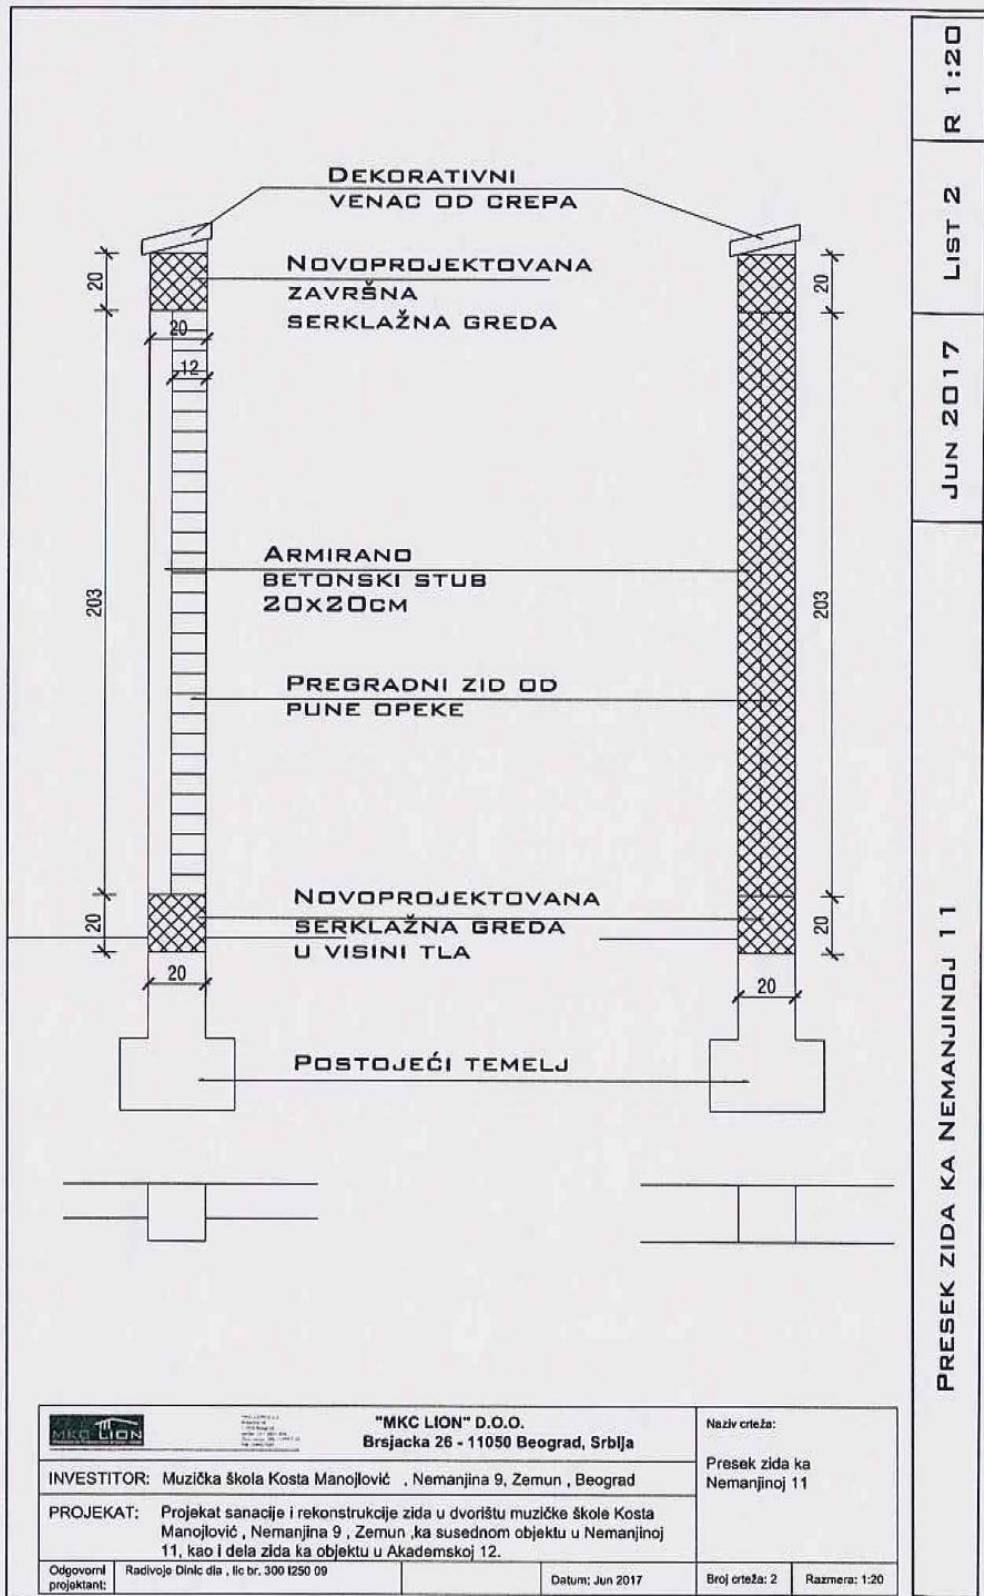 R 1:20
LIST 2
JUN 2017
PRESEK ZIDA KA NEMANJINOJ 11
DEKORATIVNI
VENAC OD CREPA
NOVOPROJEKTOVANA
ZAVRŠNA
SERKLAŽNA GREDA
20
20
20
12
ARMIRANO
BETONSKI STUB
20X20CM
203
203
PREGRADNI ZID OD
PUNE OPEKE
NOVOPROJEKTOVANA
SERKLAŽNA GREDA
U VISINI TLA
20
20
20
20
POSTOJEĆI TEMELJ
MKC LION
"MKC LION" D.O.O.
Brsjacka 26 - 11050 Beograd, Srbija
INVESTITOR: Muzička škola Kosta Manojlović , Nemanjina 9, Zemun , Beograd
PROJEKAT: Projekat sanacije i rekonstrukcije zida u dvorištu muzičke škole Kosta
Manojlović , Nemanjina 9 , Zemun ,ka susednom objektu u Nemanjinoj
11, kao i dela zida ka objektu u Akademskoj 12.
Odgovorni
projektant:
Radivoje Dinic dia , lic br. 300 I250 09
Datum: Jun 2017
Naziv crteža:
Presek zida ka
Nemanjinoj 11
Broj crteža: 2
Razmera: 1:20